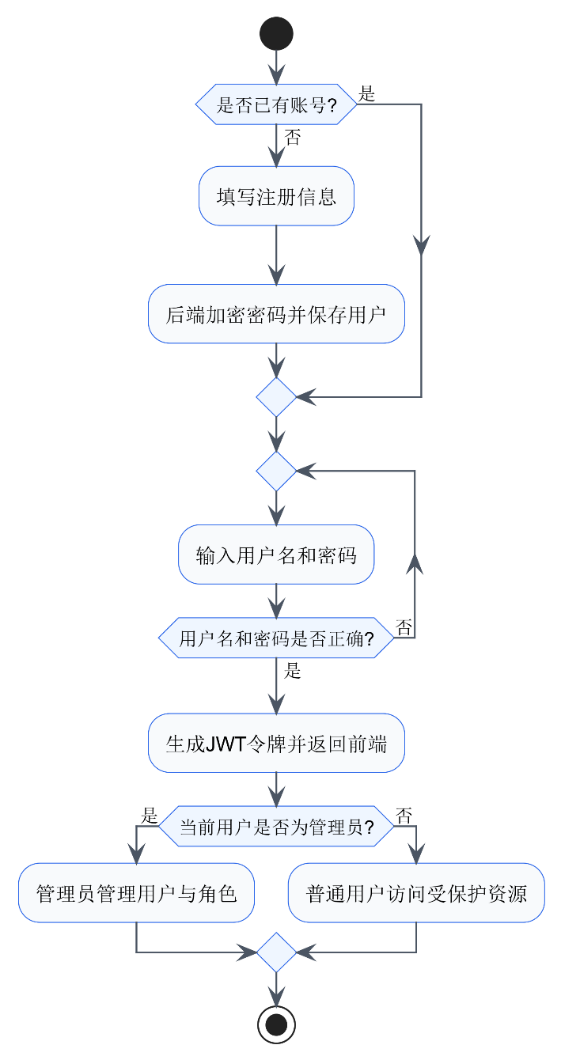 是否已有账号?
是
否
填写注册信息
后端加密密码并保存用户
输入用户名和密码
用户名和密码是否正确?
否
是
生成JWT令牌并返回前端
当前用户是否为管理员?
是
否
管理员管理用户与角色
普通用户访问受保护资源